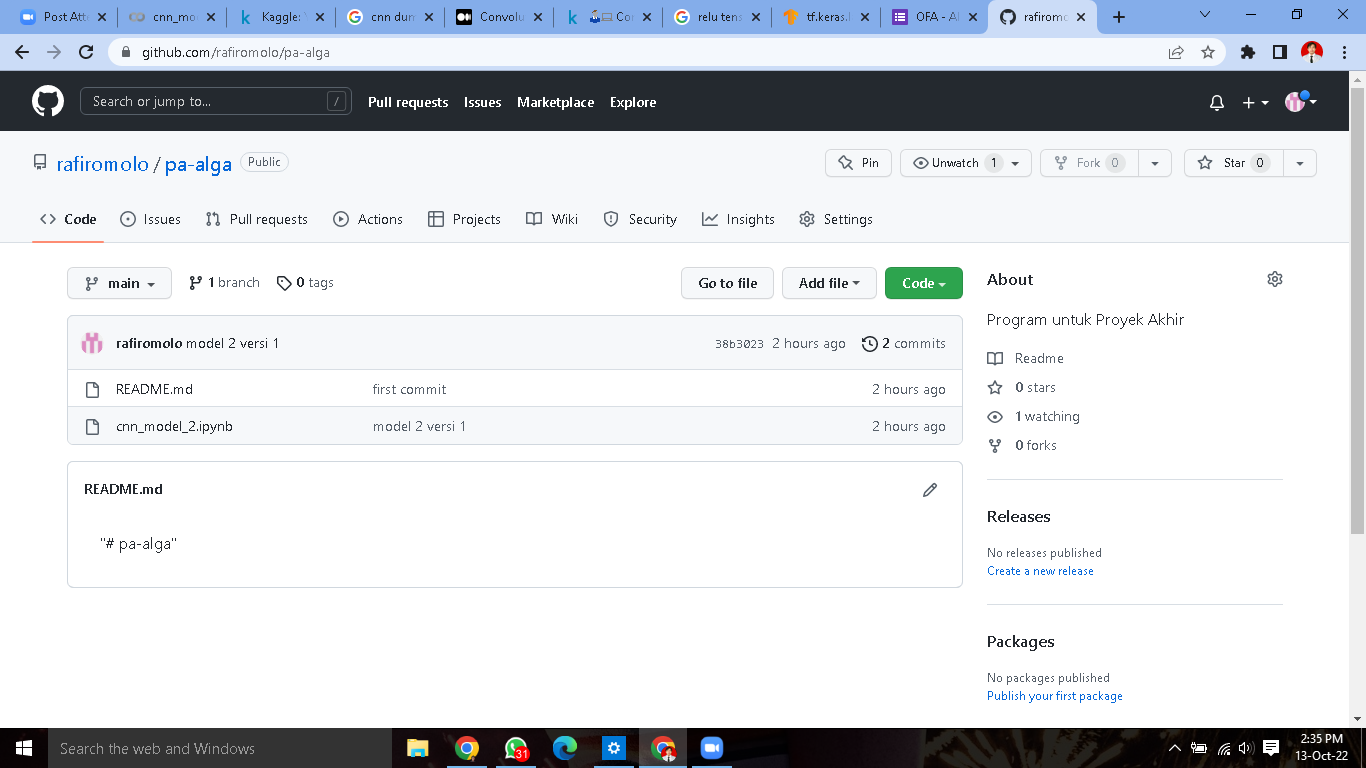 Post Atte cnn_mod Kaggle: Y cnn dum Convolu Cor relu tens tf.keras.l OFA - Al rafiromo
github.com/rafiromolo/pa-alga
Search or jump to... / Pull requests Issues Marketplace Explore
rafiromolo / pa-alga Public Pin Unwatch 1 Fork 0 Star 0
Code Issues Pull requests Actions Projects Wiki Security Insights Settings
main 1 branch 0 tags Go to file Add file Code
rafiromolo model 2 versi 1 38b3023 2 hours ago 2 commits
README.md first commit 2 hours ago
cnn_model_2.ipynb model 2 versi 1 2 hours ago
README.md
"# pa-alga"
About
Program untuk Proyek Akhir
Readme
0 stars
1 watching
0 forks
Releases
No releases published
Create a new release
Packages
No packages published
Publish your first package
Search the web and Windows 31 2:35 PM
13-Oct-22